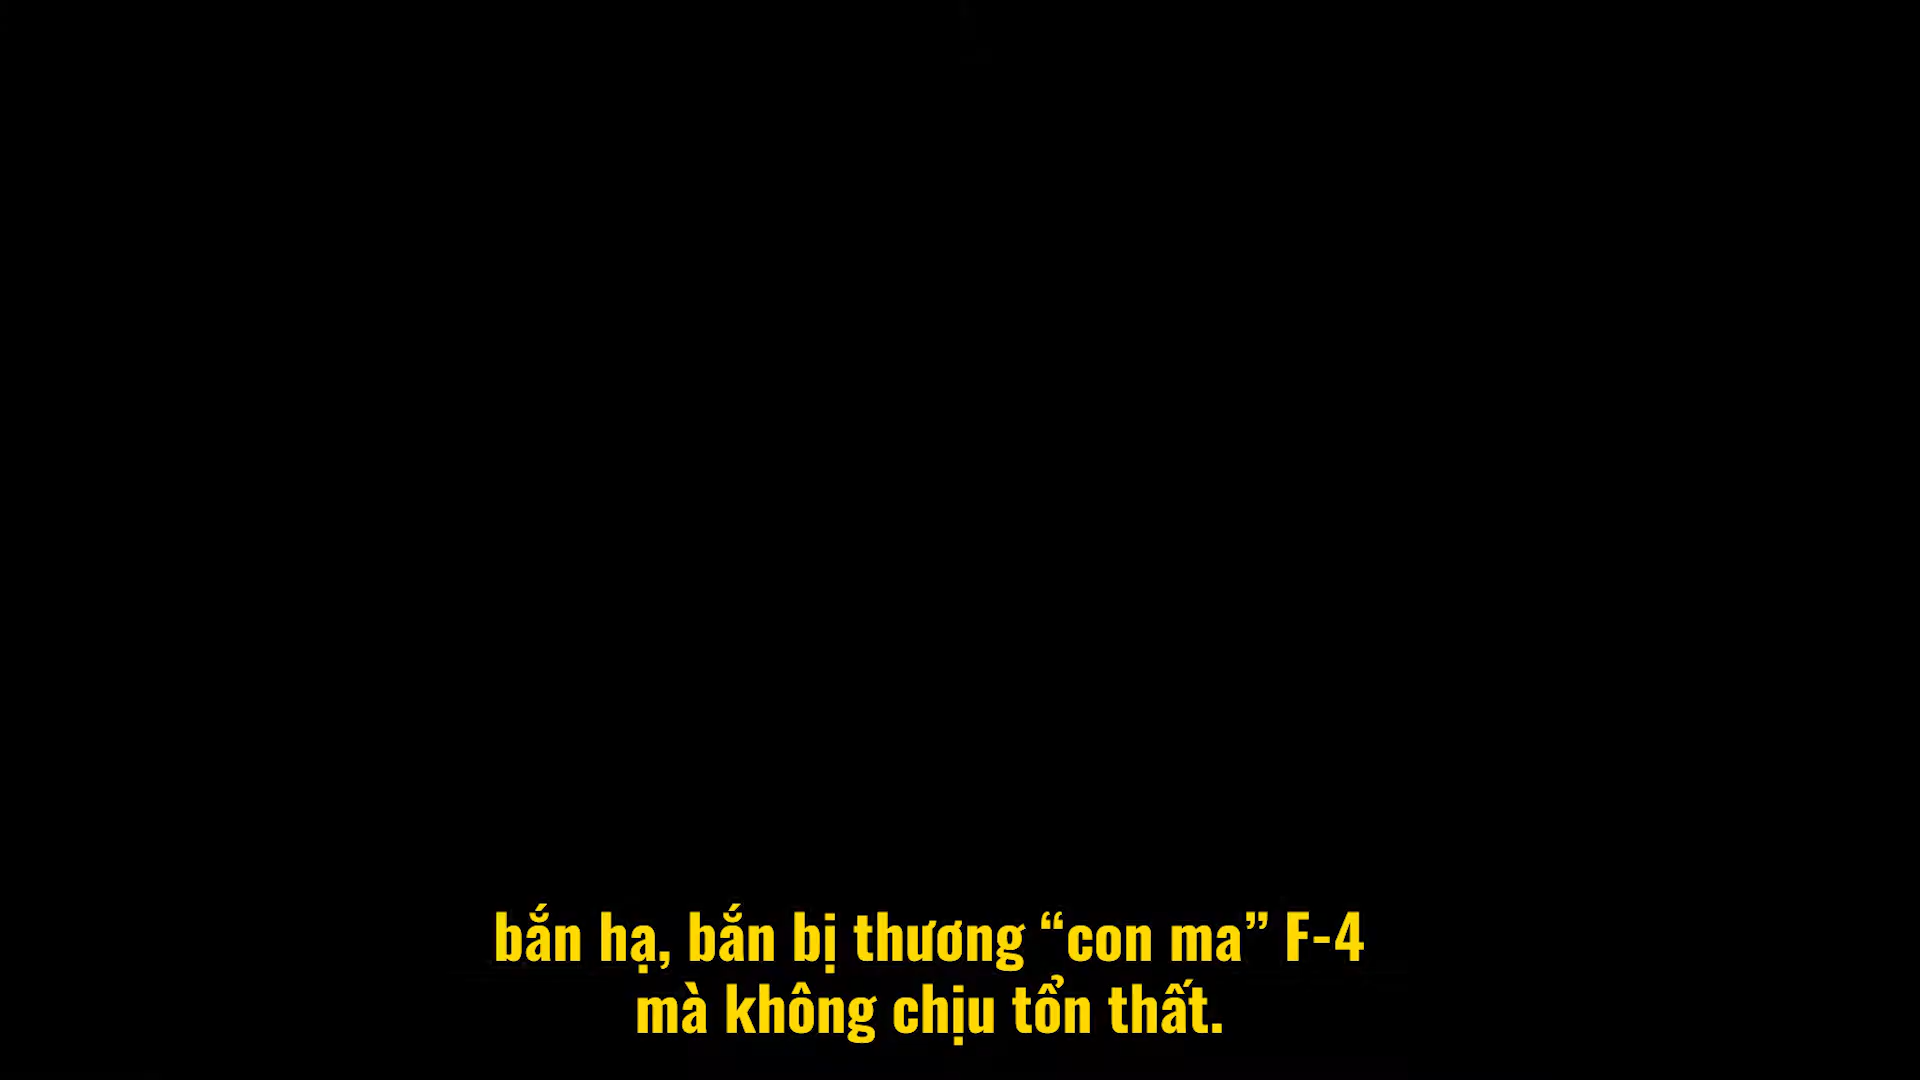 bắn hạ, bắn bị thương “con ma” F-4
mà không chịu tổn thất.